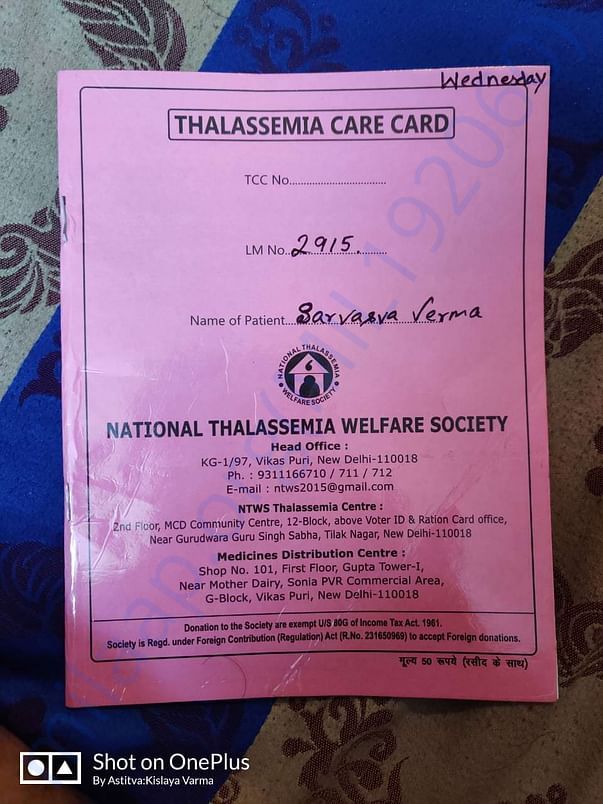 Wednesday
THALASSEMIA CARE CARD
TCC No...................................
LM No...2915...........
Name of Patient....Sarvasva Verma
NATIONAL THALASSEMIA
WELFARE SOCIETY
NATIONAL THALASSEMIA WELFARE SOCIETY
Head Office :
KG-1/97, Vikas Puri, New Delhi-110018
Ph. : 9311166710 / 711 / 712
E-mail : ntws2015@gmail.com
NTWS Thalassemia Centre :
2nd Floor, MCD Community Centre, 12-Block, above Voter ID & Ration Card office,
Near Gurudwara Guru Singh Sabha, Tilak Nagar, New Delhi-110018
Medicines Distribution Centre :
Shop No. 101, First Floor, Gupta Tower-I,
Near Mother Dairy, Sonia PVR Commercial Area,
G-Block, Vikas Puri, New Delhi-110018
Donation to the Society are exempt U/S 80G of Income Tax Act. 1961.
Society is Regd. under Foreign Contribution (Regulation) Act (R.No. 231650969) to accept Foreign donations.
मूल्य 50 रूपये (रसीद के साथ)
Shot on OnePlus
By Astitva:Kislaya Varma